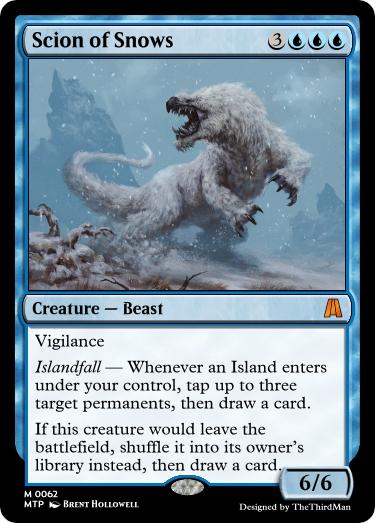 Scion of Snows 3
Creature — Beast
Vigilance
Islandfall — Whenever an Island enters
under your control, tap up to three
target permanents, then draw a card.
If this creature would leave the
battlefield, shuffle it into its owner's
library instead, then draw a card.
6/6
M 0062
MTP Brent Hollowell
Designed by TheThirdMan